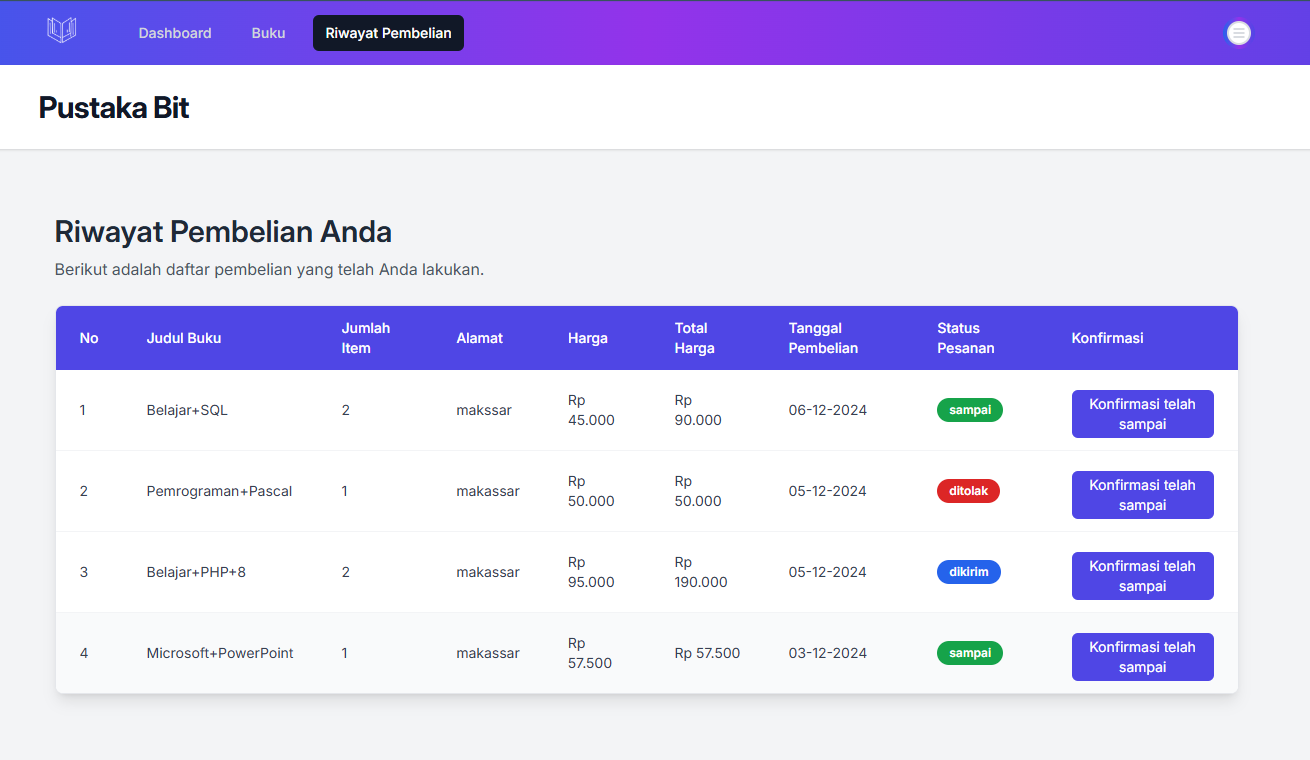 Dashboard Buku Riwayat Pembelian
Pustaka Bit
Riwayat Pembelian Anda
Berikut adalah daftar pembelian yang telah Anda lakukan.
No Judul Buku Jumlah Item Alamat Harga Total Harga Tanggal Pembelian Status Pesanan Konfirmasi
1 Belajar+SQL 2 makssar Rp 45.000 Rp 90.000 06-12-2024 sampai Konfirmasi telah sampai
2 Pemrograman+Pascal 1 makassar Rp 50.000 Rp 50.000 05-12-2024 ditolak Konfirmasi telah sampai
3 Belajar+PHP+8 2 makassar Rp 95.000 Rp 190.000 05-12-2024 dikirim Konfirmasi telah sampai
4 Microsoft+PowerPoint 1 makassar Rp 57.500 Rp 57.500 03-12-2024 sampai Konfirmasi telah sampai